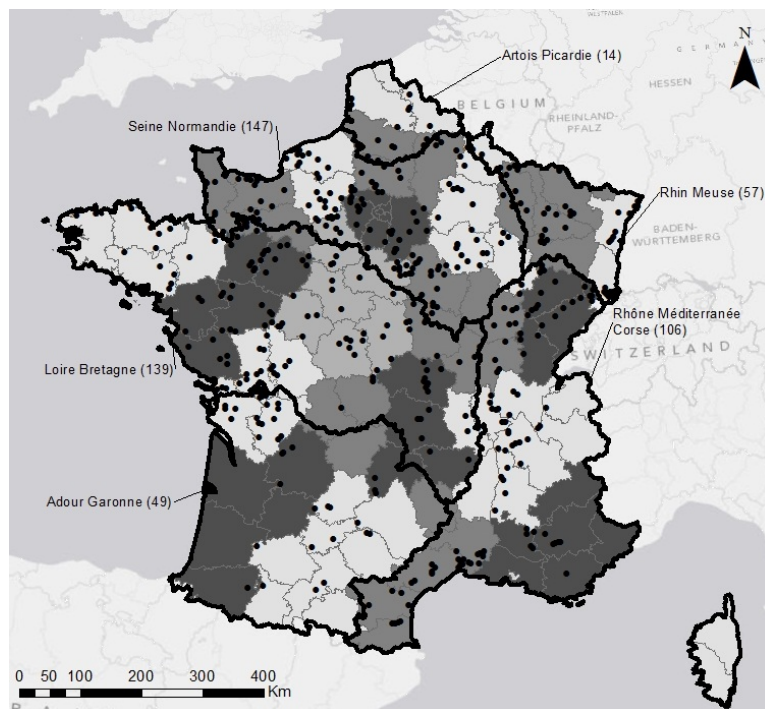 Artois Picardie (14)
N
GERMANY
BELGIUM
HESSEN
RHEINLAND-
PFALZ
Seine Normandie (147)
Rhin Meuse (57)
BADEN-
WÜRTTEMBERG
Rhône Méditerranée
Corse (106)
SWITZERLAND
Loire Bretagne (139)
Adour Garonne (49)
0 50 100 200 300 400
Km